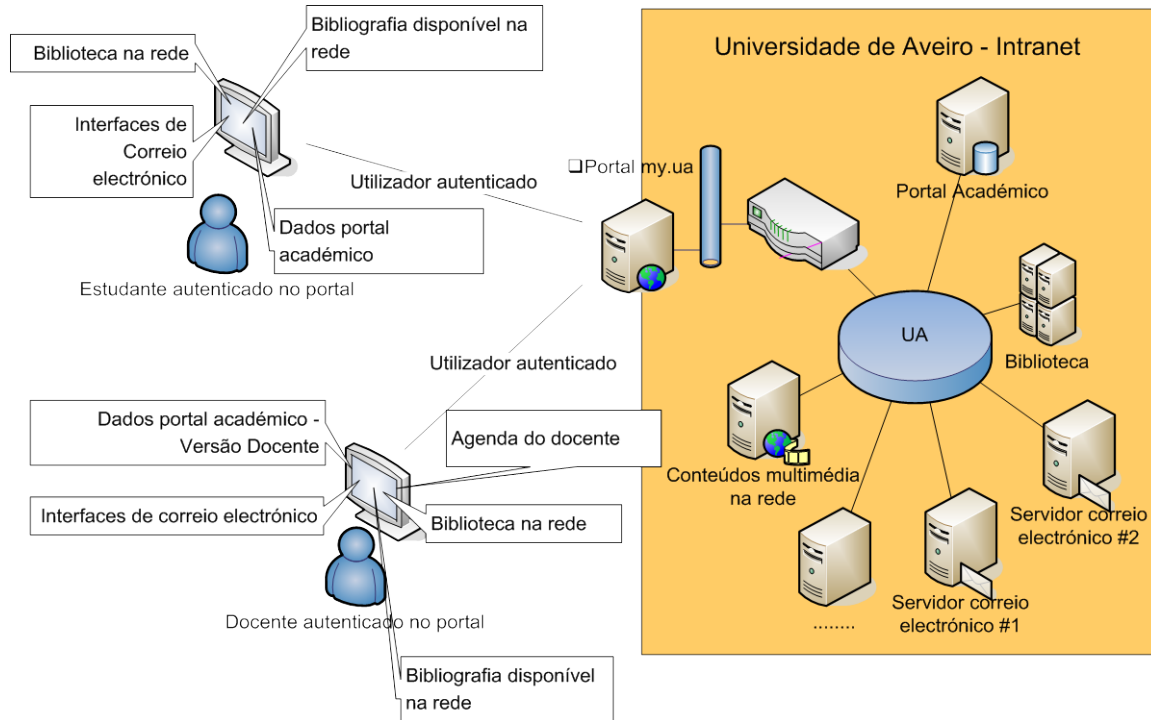 Bibliografia disponível na
rede
Biblioteca na rede
Interfaces de
Correio
electrónico
Dados portal
académico
Estudante autenticado no portal
Utilizador autenticado
❑Portal my.ua
Universidade de Aveiro - Intranet
Portal Académico
UA
Biblioteca
Conteúdos multimédia
na rede
Servidor correio
electrónico #2
Servidor correio
electrónico #1
........
Utilizador autenticado
Dados portal académico -
Versão Docente
Agenda do docente
Interfaces de correio electrónico
Biblioteca na rede
Docente autenticado no portal
Bibliografia disponível
na rede